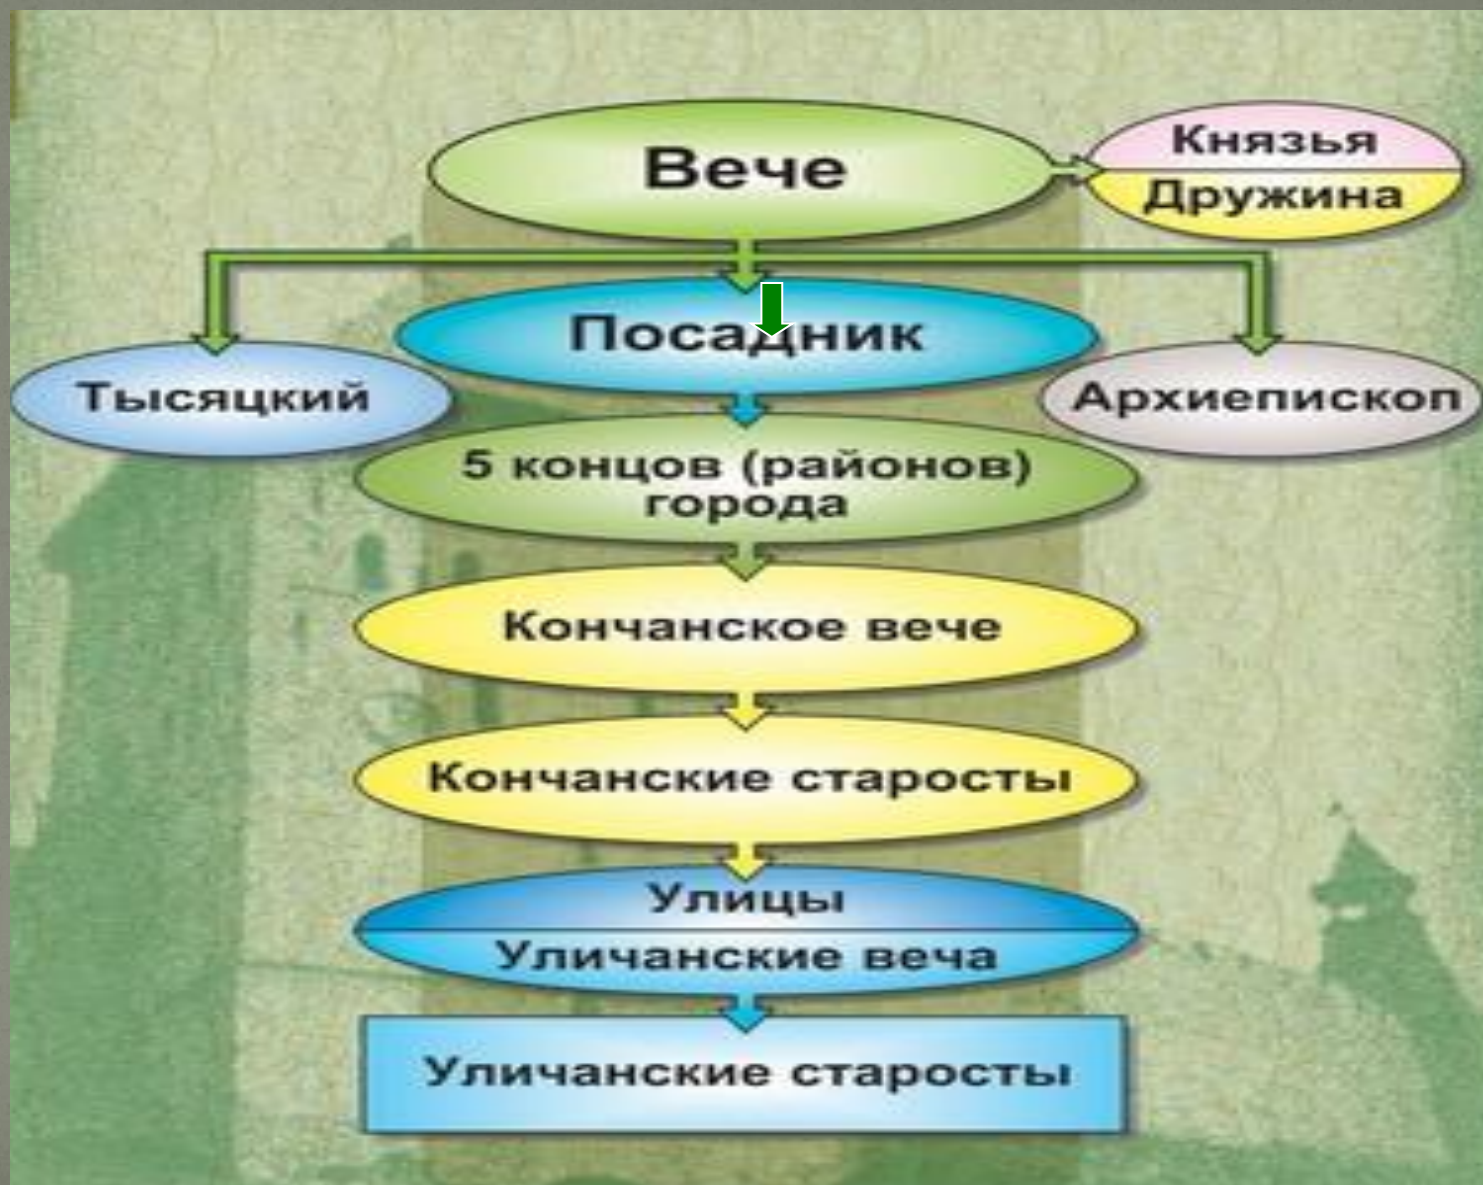 Вече
Князья
Дружина
Посадник
Тысяцкий
Архиепископ
5 концов (районов)
города
Кончанское вече
Кончанские старосты
Улицы
Уличанские веча
Уличанские старосты